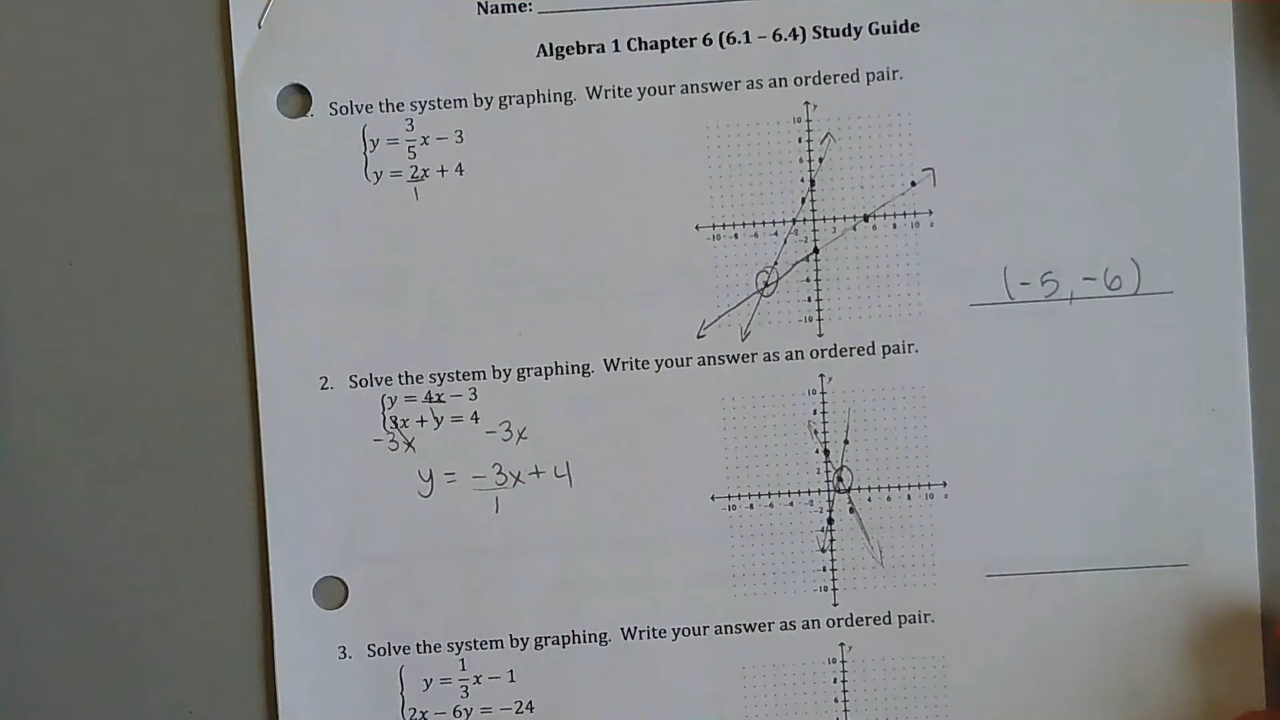 Name:
Algebra 1 Chapter 6 (6.1 – 6.4) Study Guide
. Solve the system by graphing. Write your answer as an ordered pair.
y = 3/5 x – 3
y = 2x + 4
1
(-5, -6)
2. Solve the system by graphing. Write your answer as an ordered pair.
y = 4x – 3
3x + y = 4
-3x -3x
y = -3x + 4
1
3. Solve the system by graphing. Write your answer as an ordered pair.
y = 1/3 x – 1
2x – 6y = –24